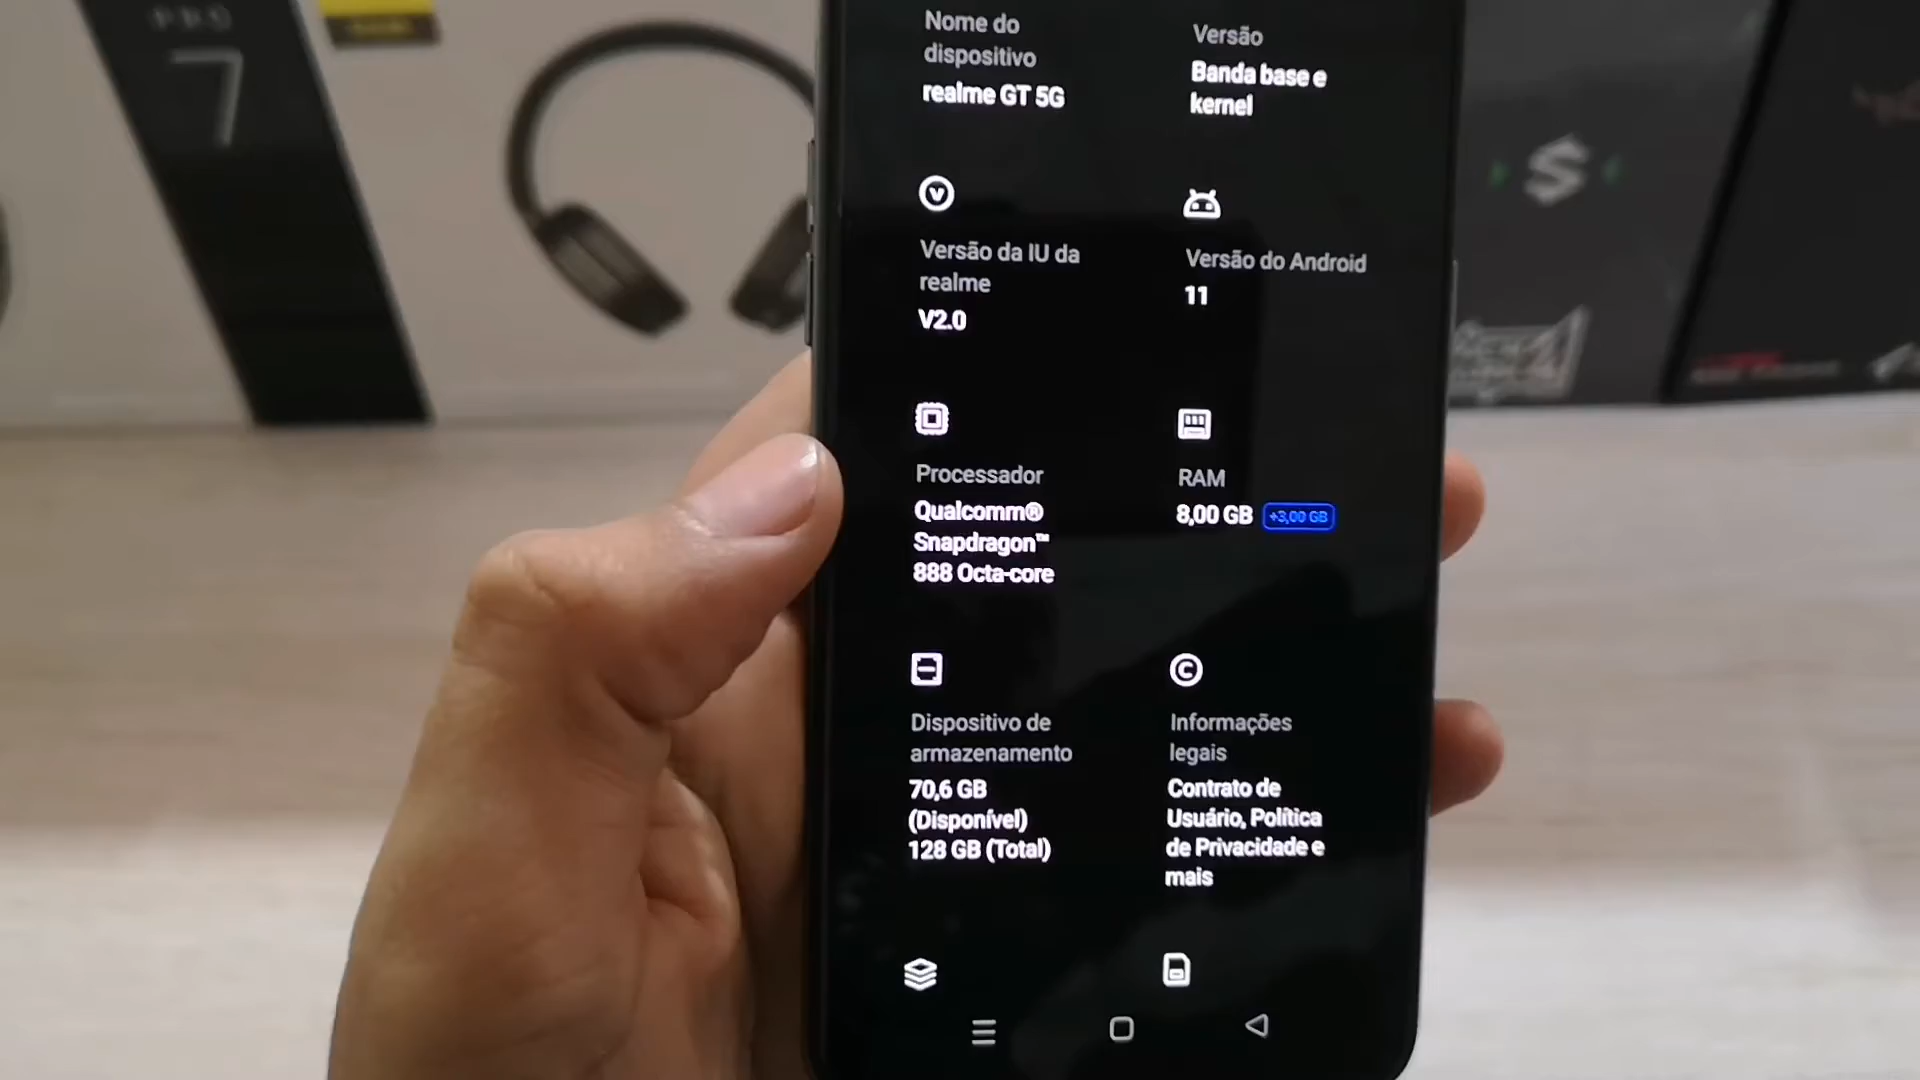 PRO
7
Nome do
dispositivo
realme GT 5G
Versão
Banda base e
kernel
Versão da IU da
realme
V2.0
Versão do Android
11
Processador
Qualcomm®
Snapdragon™
888 Octa-core
RAM
8,00 GB +3,00 GB
Dispositivo de
armazenamento
70,6 GB
(Disponível)
128 GB (Total)
Informações
legais
Contrato de
Usuário, Política
de Privacidade e
mais